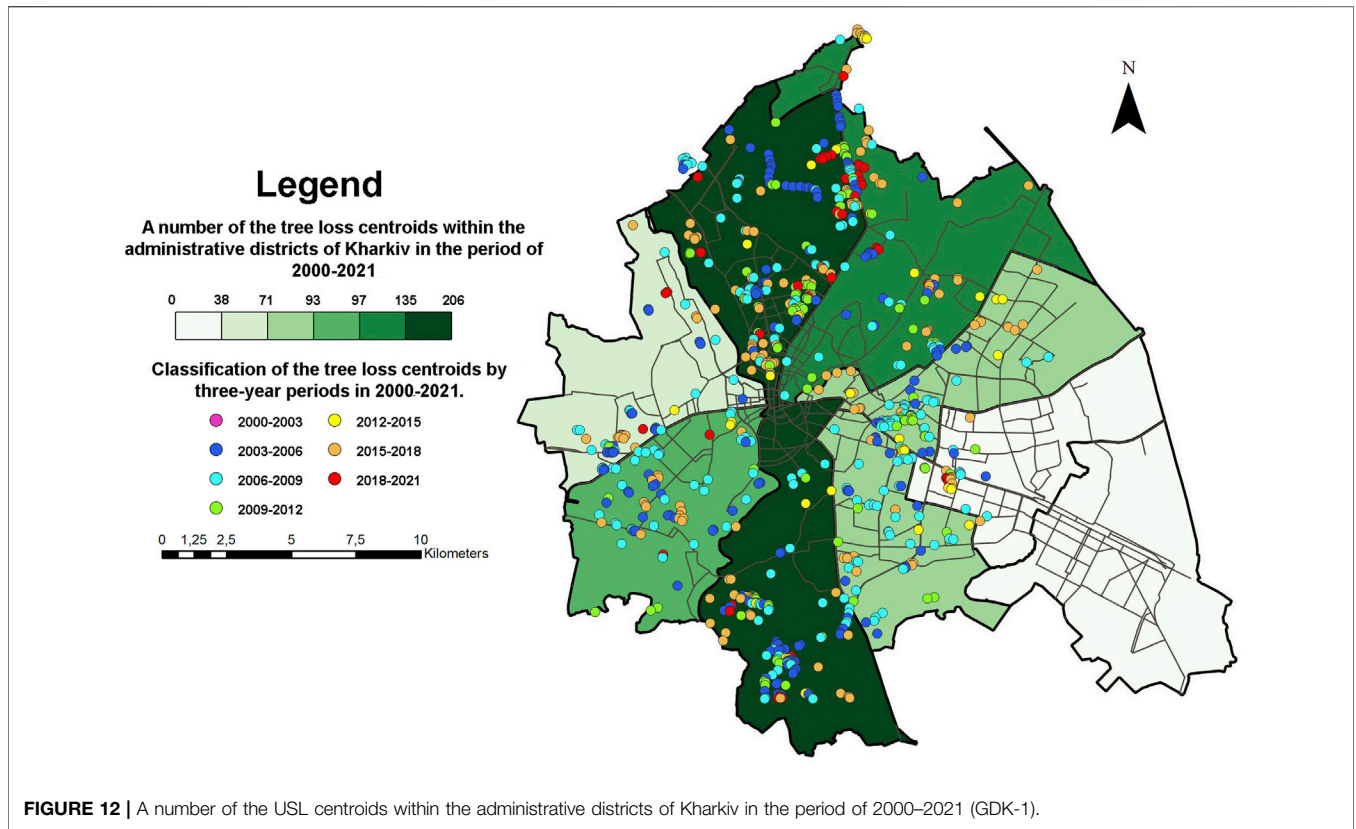 N
Legend
A number of the tree loss centroids within the
administrative districts of Kharkiv in the period of
2000-2021
0 38 71 93 97 135 206
Classification of the tree loss centroids by
three-year periods in 2000-2021.
2000-2003 2012-2015
2003-2006 2015-2018
2006-2009 2018-2021
2009-2012
0 1,25 2,5 5 7,5 10
Kilometers
FIGURE 12 | A number of the USL centroids within the administrative districts of Kharkiv in the period of 2000–2021 (GDK-1).